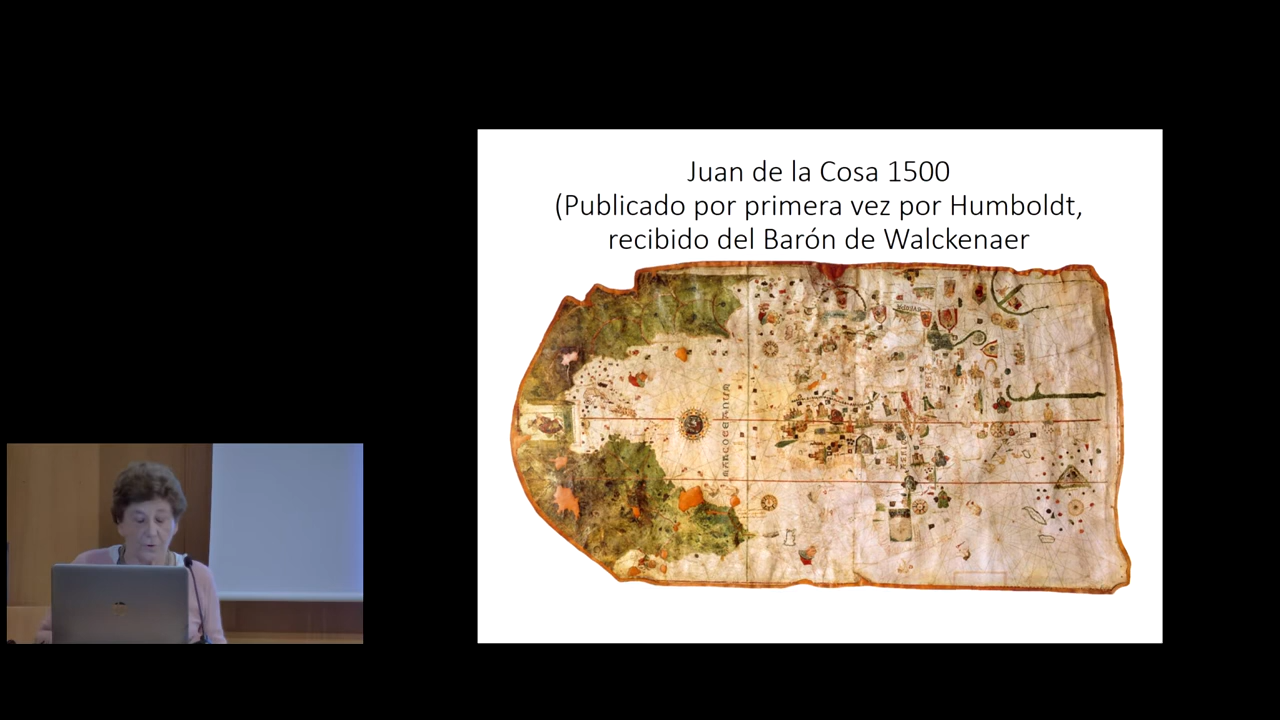 Juan de la Cosa 1500
(Publicado por primera vez por Humboldt,
recibido del Barón de Walckenaer